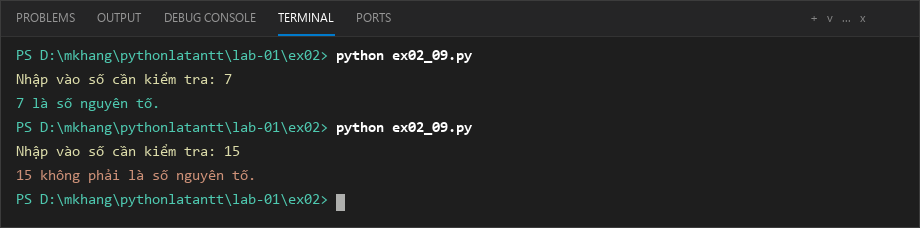 PROBLEMS OUTPUT DEBUG CONSOLE TERMINAL PORTS + v ... x
PS D:\mkhang\pythonlatantt\lab-01\ex02> python ex02_09.py
Nhập vào số cần kiểm tra: 7
7 là số nguyên tố.
PS D:\mkhang\pythonlatantt\lab-01\ex02> python ex02_09.py
Nhập vào số cần kiểm tra: 15
15 không phải là số nguyên tố.
PS D:\mkhang\pythonlatantt\lab-01\ex02>